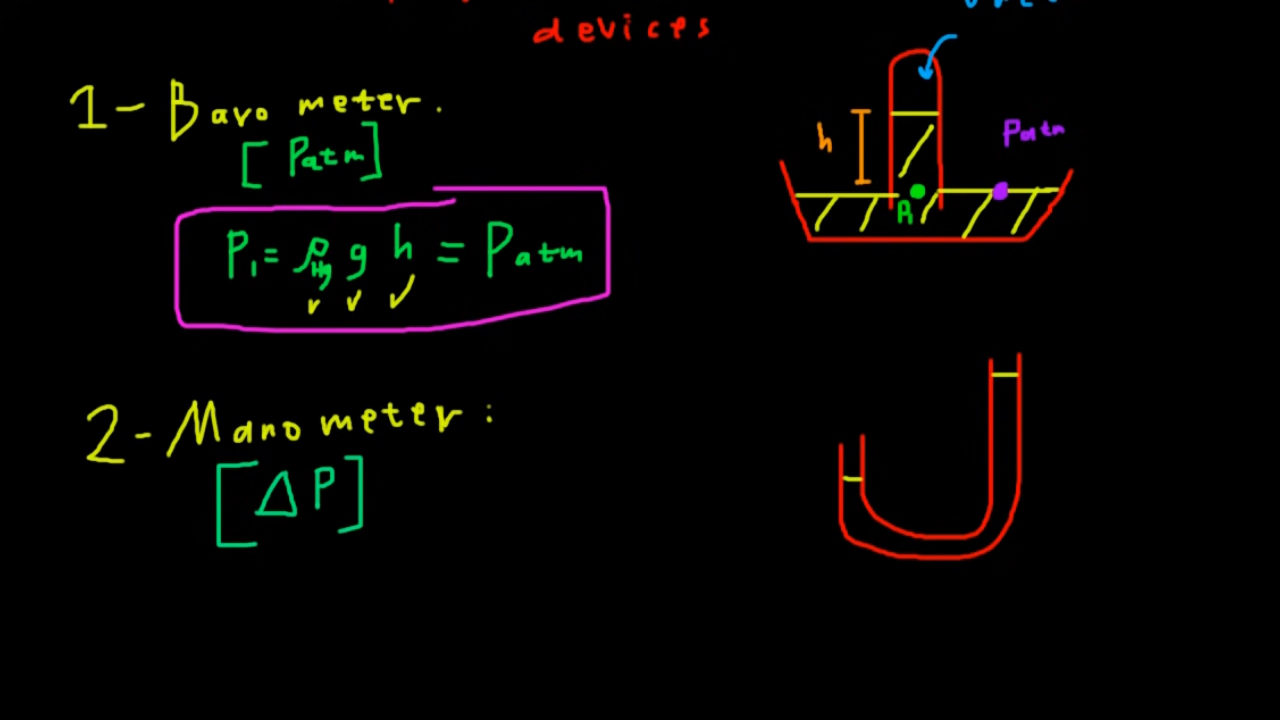 devices
1- Barometer.
[Patm]
P1 = ρHg g h = Patm
h
Patm
A
2- Manometer:
[ΔP]